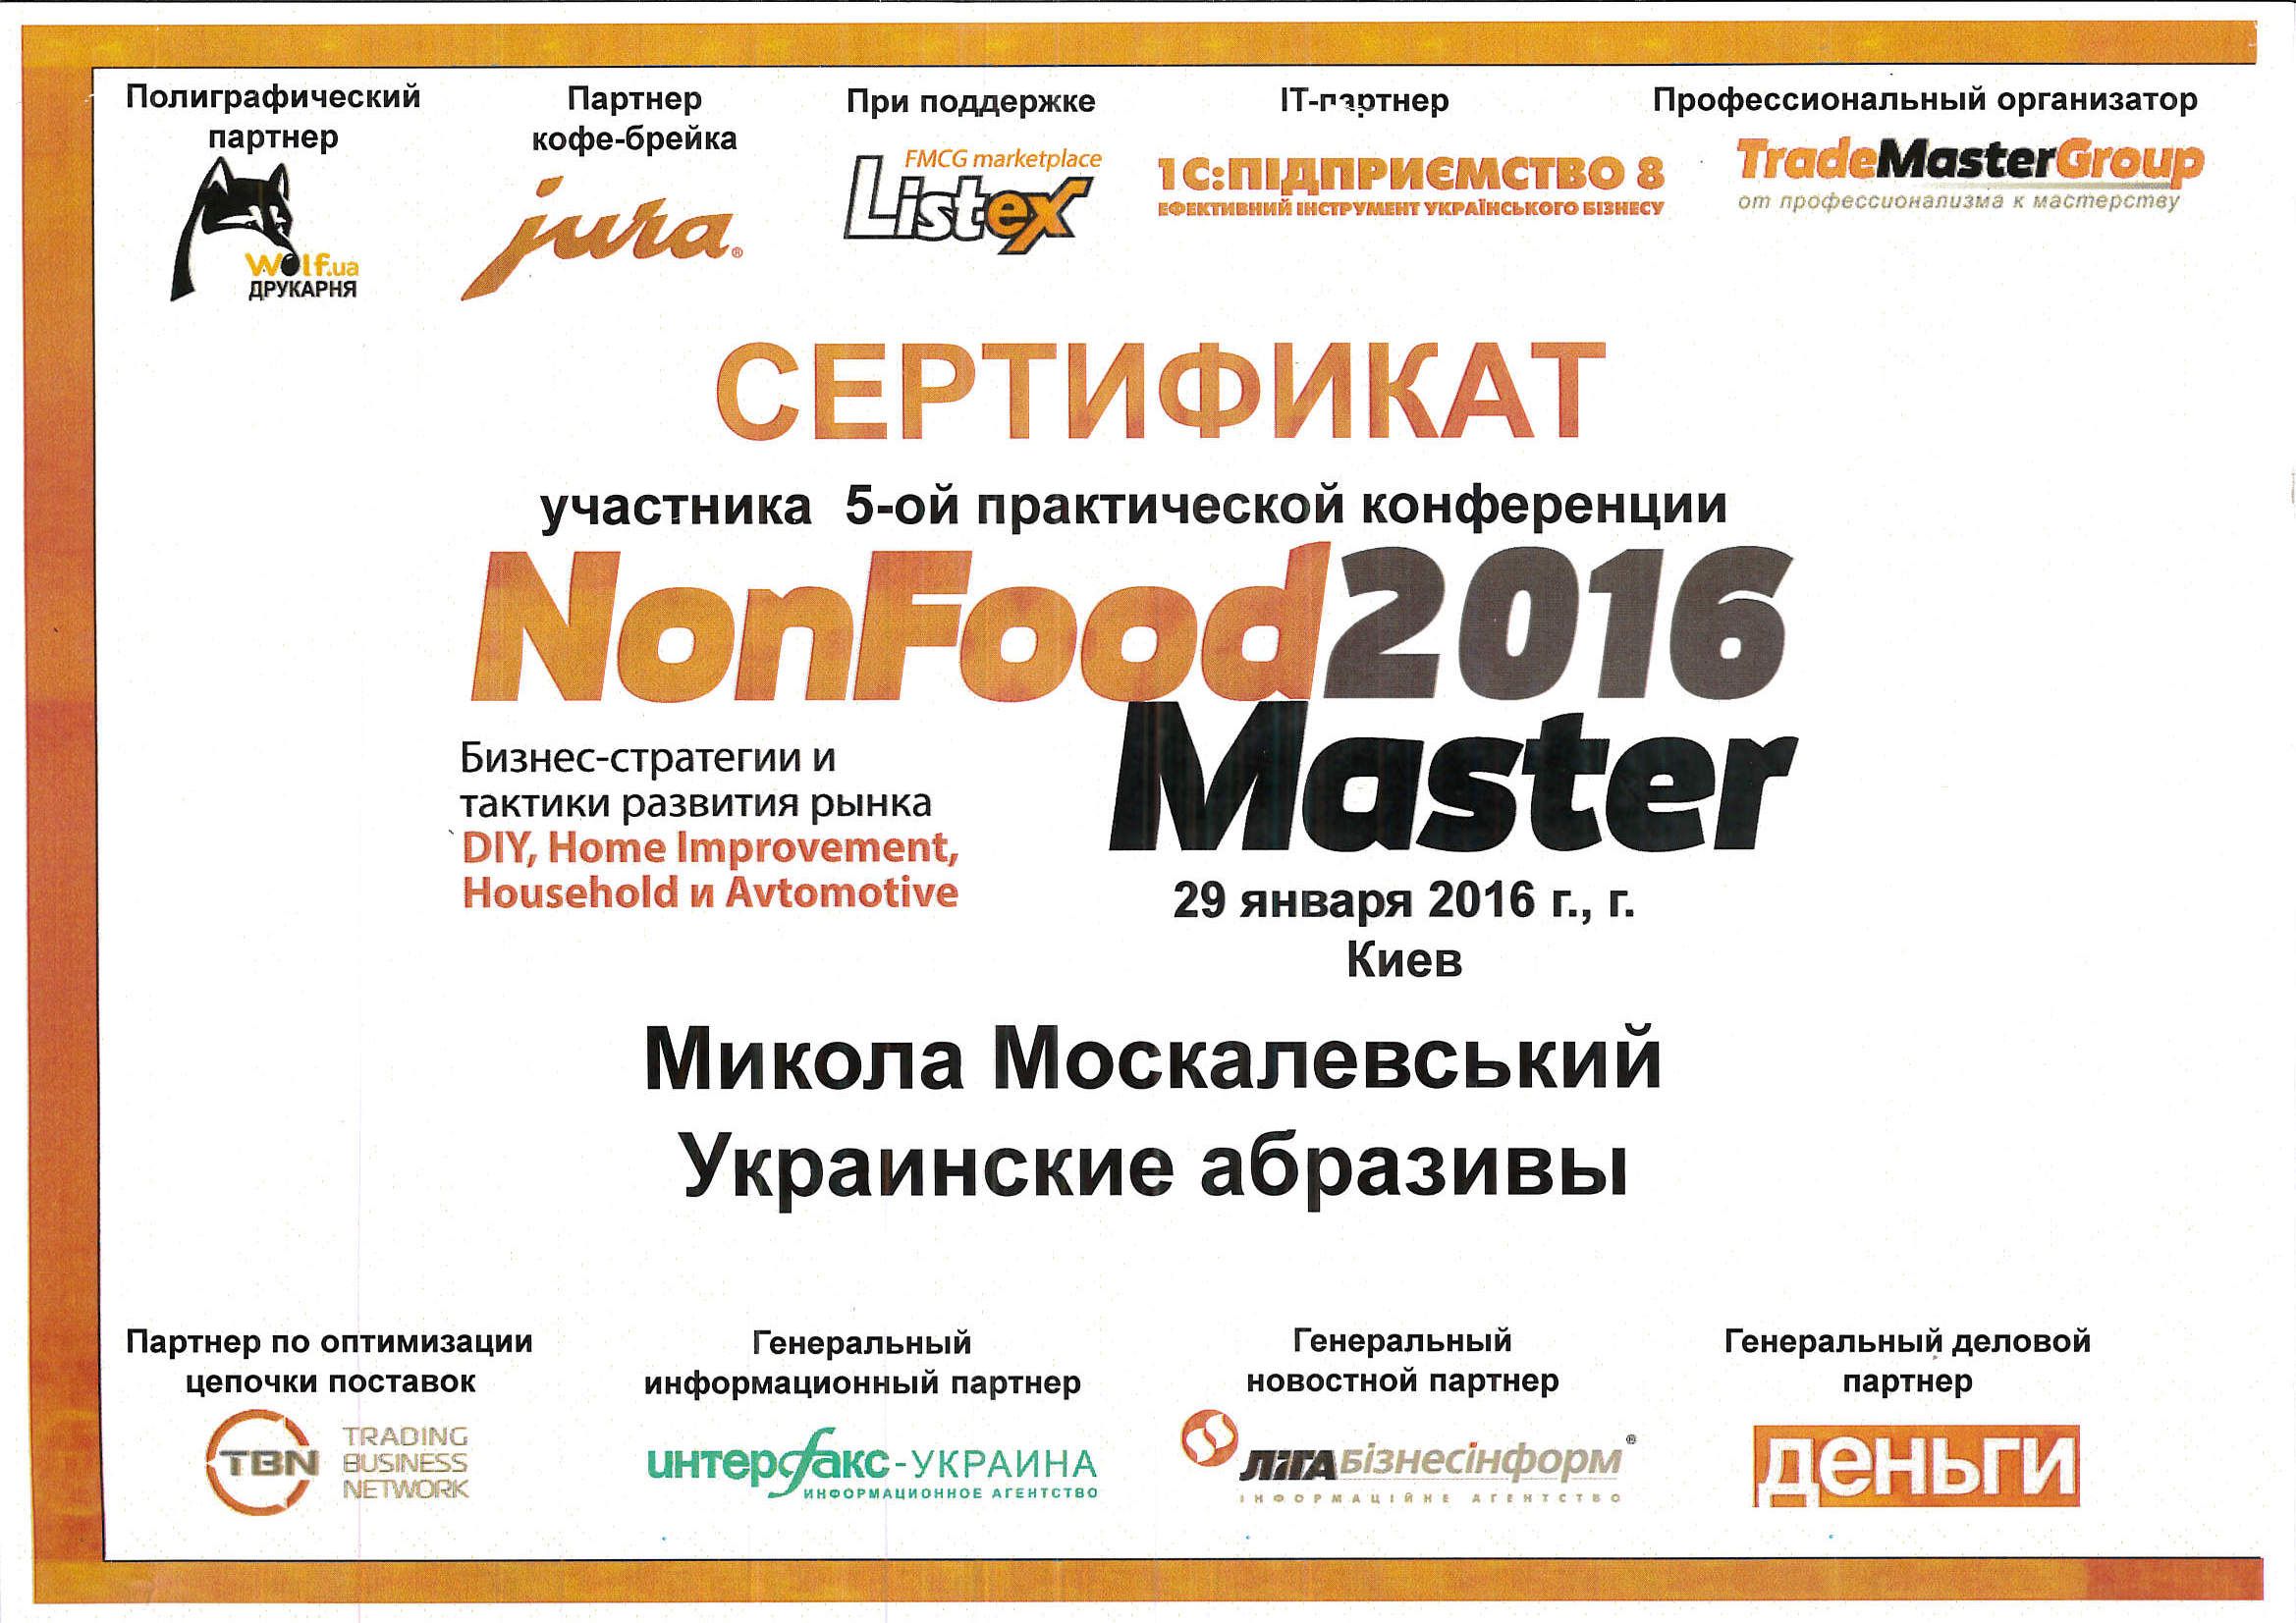 Полиграфический
партнер
Wolf.ua
ДРУКАРНЯ
Партнер
кофе-брейка
jura®
При поддержке
FMCG marketplace
Listex
IT-партнер
1С:ПІДПРИЄМСТВО 8
ЕФЕКТИВНИЙ ІНСТРУМЕНТ УКРАЇНСЬКОГО БІЗНЕСУ
Профессиональный организатор
TradeMasterGroup
от профессионализма к мастерству
СЕРТИФИКАТ
участника 5-ой практической конференции
NonFood2016
Master
Бизнес-стратегии и
тактики развития рынка
DIY, Home Improvement,
Household и Avtomotive
29 января 2016 г., г.
Киев
Микола Москалевський
Украинские абразивы
Партнер по оптимизации
цепочки поставок
TBN
TRADING
BUSINESS
NETWORK
Генеральный
информационный партнер
интерфакс-УКРАИНА
ИНФОРМАЦИОННОЕ АГЕНТСТВО
Генеральный
новостной партнер
ЛІГАБізнесінформ®
ІНФОРМАЦІЙНЕ АГЕНТСТВО
Генеральный деловой
партнер
деньги